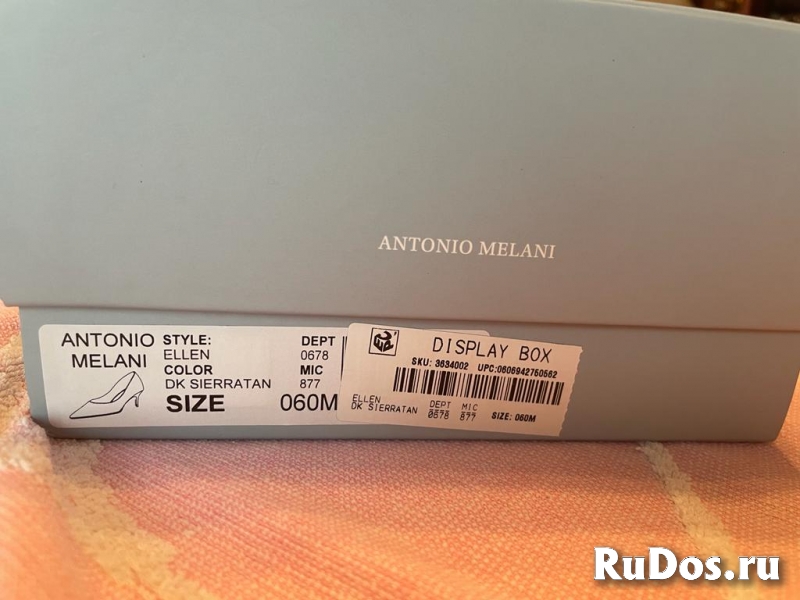 ANTONIO MELANI
ANTONIO
MELANI
STYLE:
ELLEN
COLOR
DK SIERRATAN
SIZE
DEPT
0678
MIC
877
060M
DISPLAY BOX
SKU: 3634002 UPC:0606942760562
ELLEN
DK SIERRATAN
DEPT MIC
0678 877
SIZE: 060M
RuDos.ru